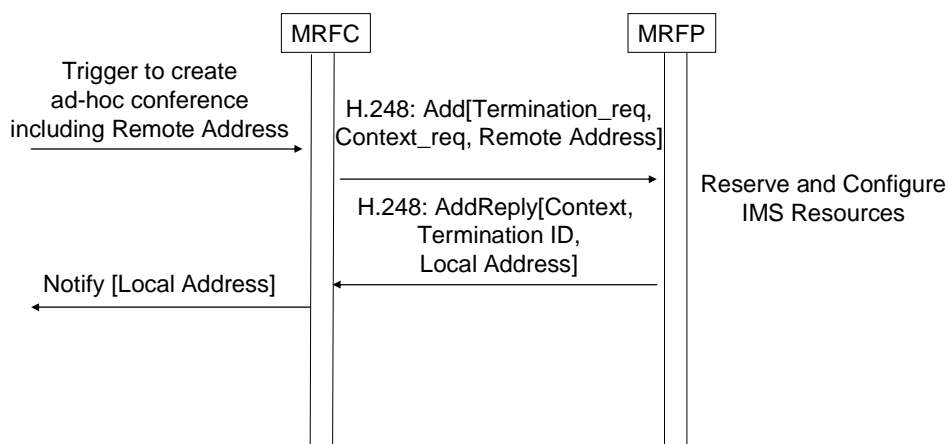 MRFC
MRFP
Trigger to create
ad-hoc conference
including Remote Address
H.248: Add[Termination_req,
Context_req, Remote Address]
Reserve and Configure
IMS Resources
H.248: AddReply[Context,
Termination ID,
Local Address]
Notify [Local Address]